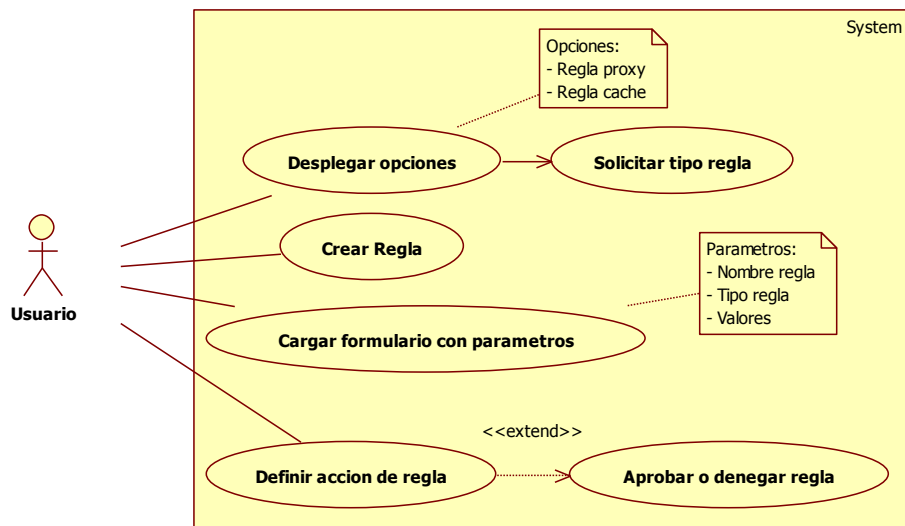 System
Opciones:
- Regla proxy
- Regla cache
Desplegar opciones
Solicitar tipo regla
Crear Regla
Parametros:
- Nombre regla
- Tipo regla
- Valores
Usuario
Cargar formulario con parametros
<<extend>>
Definir accion de regla
Aprobar o denegar regla